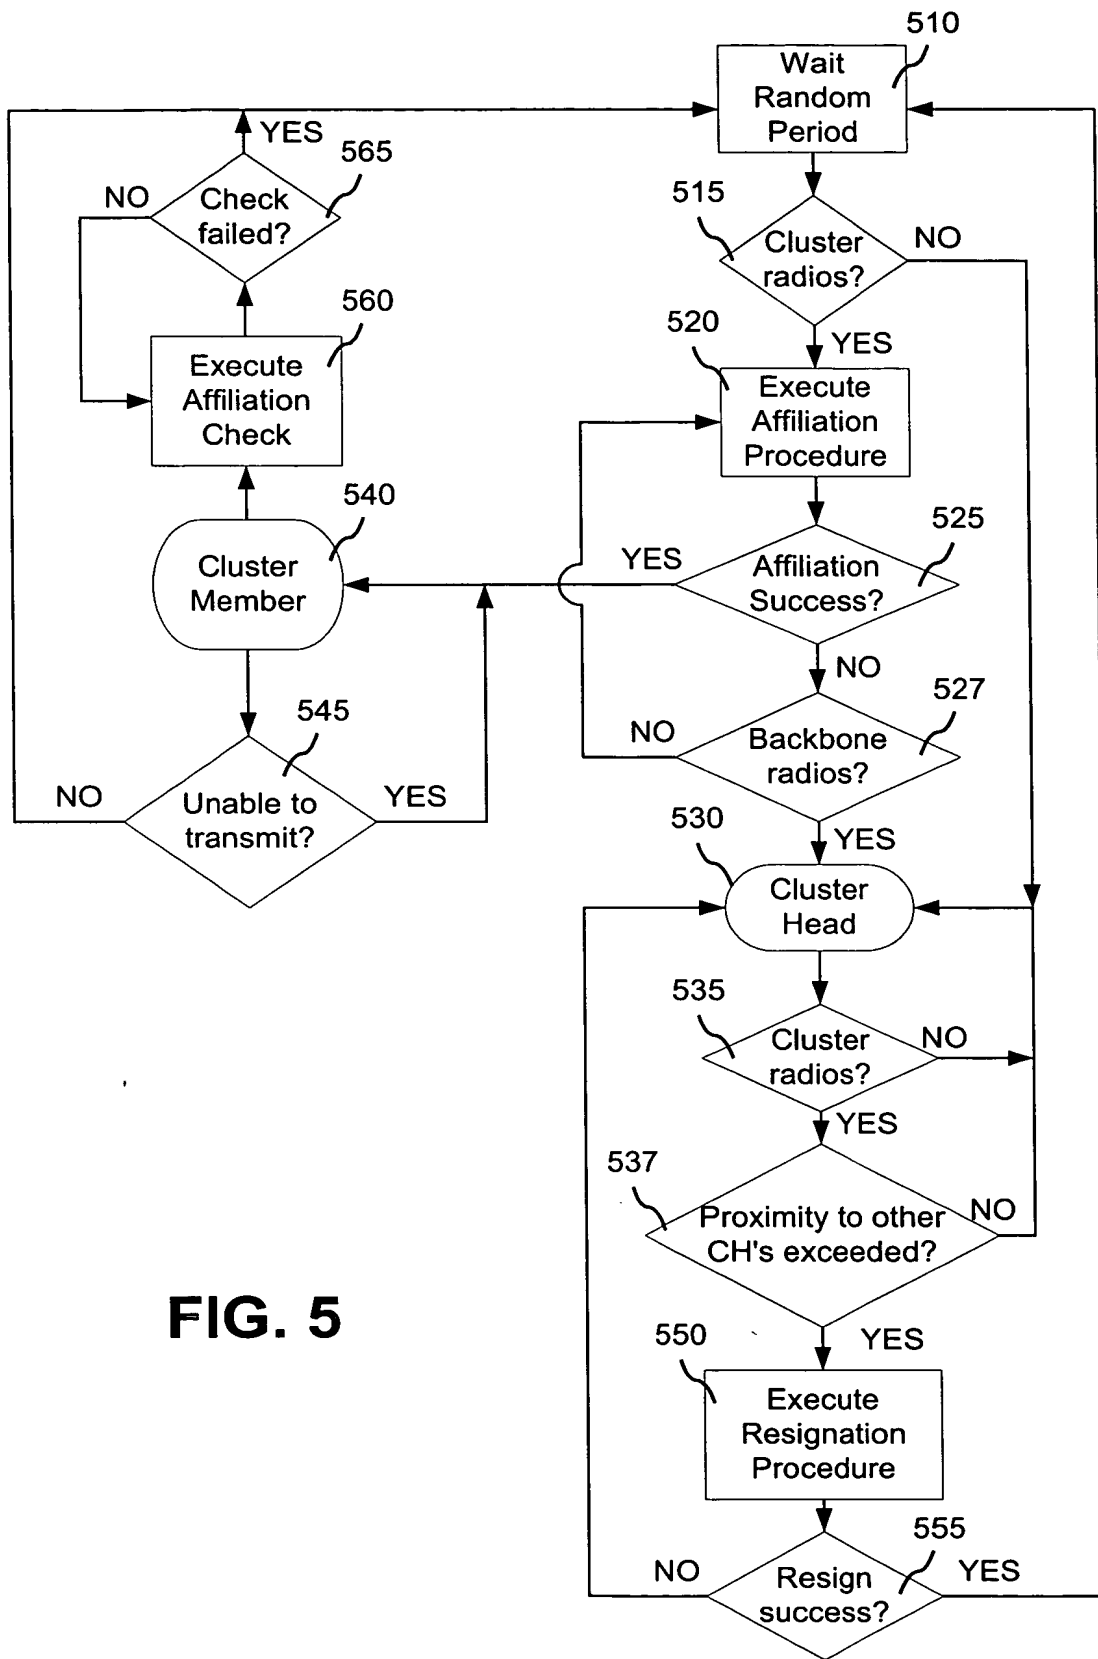 510
Wait
Random
Period
YES
565
NO
Check
failed?
515
Cluster
radios?
NO
560
520
YES
Execute
Affiliation
Check
Execute
Affiliation
Procedure
540
525
Cluster
Member
YES
Affiliation
Success?
NO
545
527
NO
Backbone
radios?
NO
Unable to
transmit?
YES
530
YES
Cluster
Head
535
Cluster
radios?
NO
YES
537
Proximity to other
CH's exceeded?
NO
FIG. 5
550
YES
Execute
Resignation
Procedure
555
NO
Resign
success?
YES